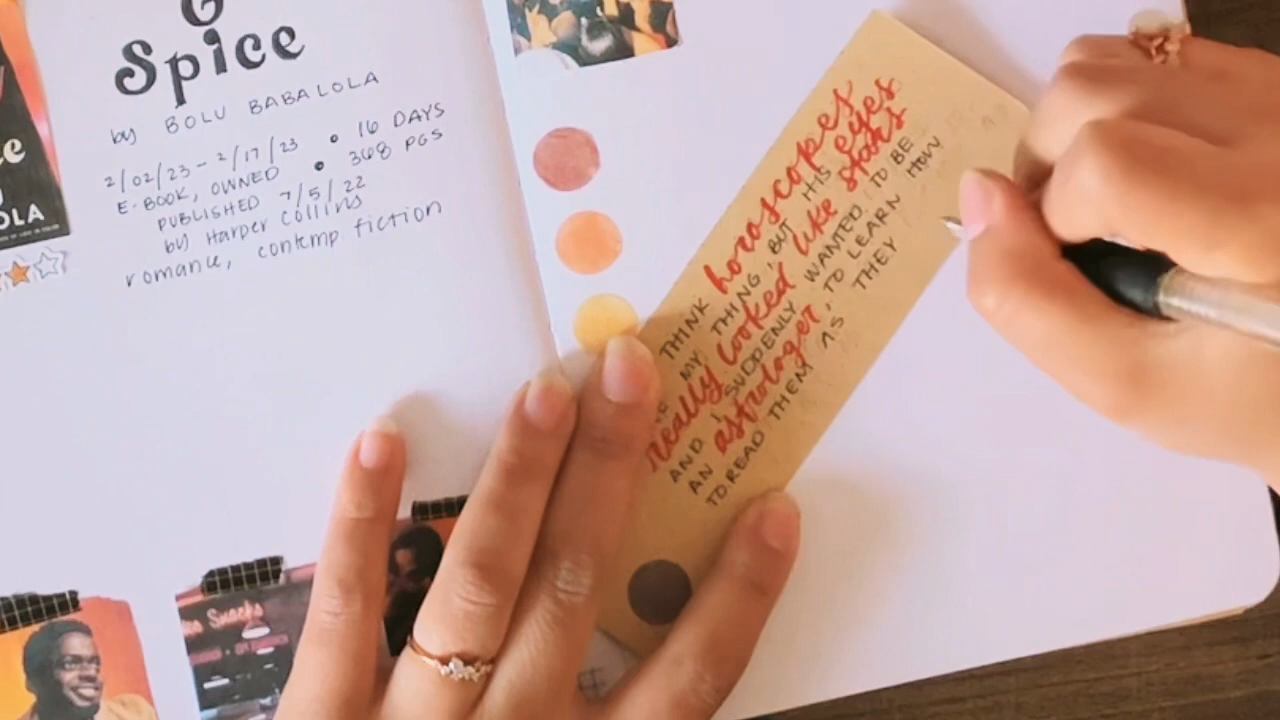 &
Spice
by BOLU BABALOLA
2/02/23 - 2/17/23 • 16 DAYS
E-BOOK, OWNED • 368 PGS
PUBLISHED 7/5/22
by Harper Collins
romance, contemp. fiction
OLA
Snacks
THINK horoscopes
MY THING, BUT HIS eyes
really looked like stars
AND I SUDDENLY WANTED TO BE
AN astrologer, TO LEARN HOW
TO READ THEM AS THEY